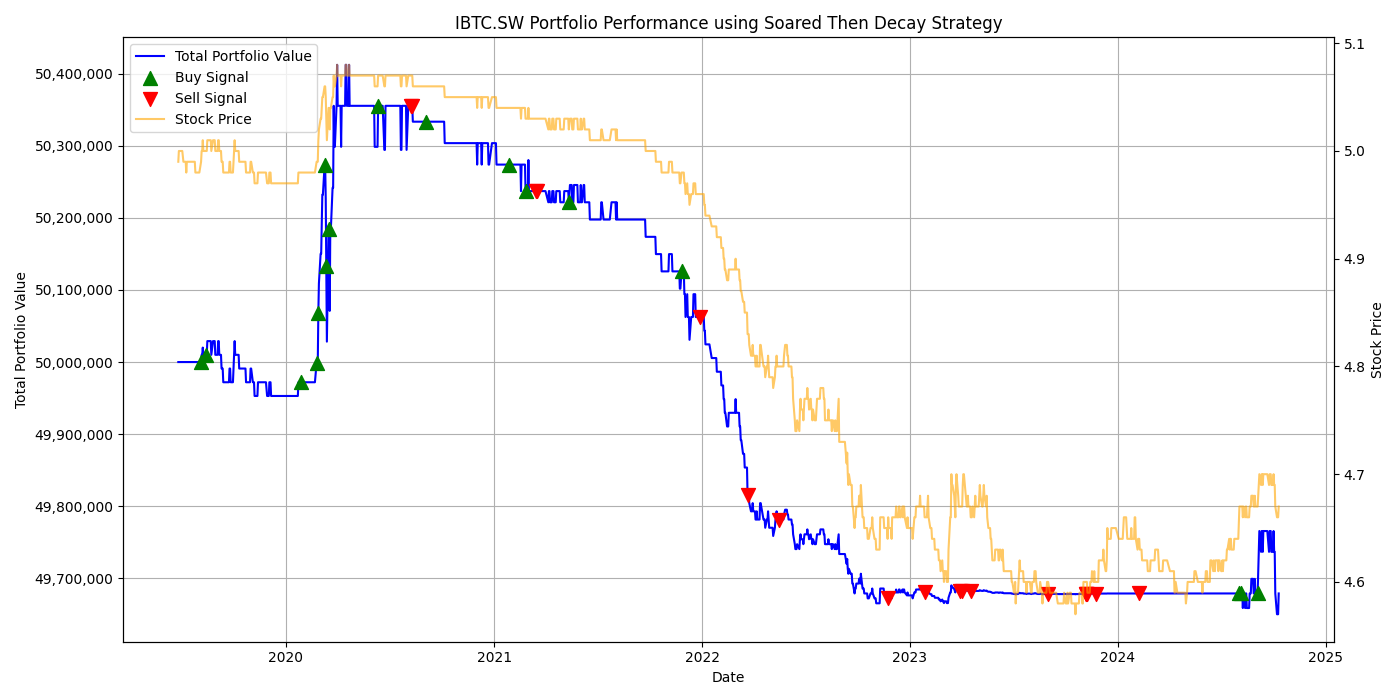 IBTC.SW Portfolio Performance using Soared Then Decay Strategy
Total Portfolio Value
Buy Signal
Sell Signal
Stock Price
50,400,000
50,300,000
50,200,000
50,100,000
50,000,000
49,900,000
49,800,000
49,700,000
Total Portfolio Value
5.1
5.0
4.9
4.8
4.7
4.6
Stock Price
2020
2021
2022
2023
2024
2025
Date